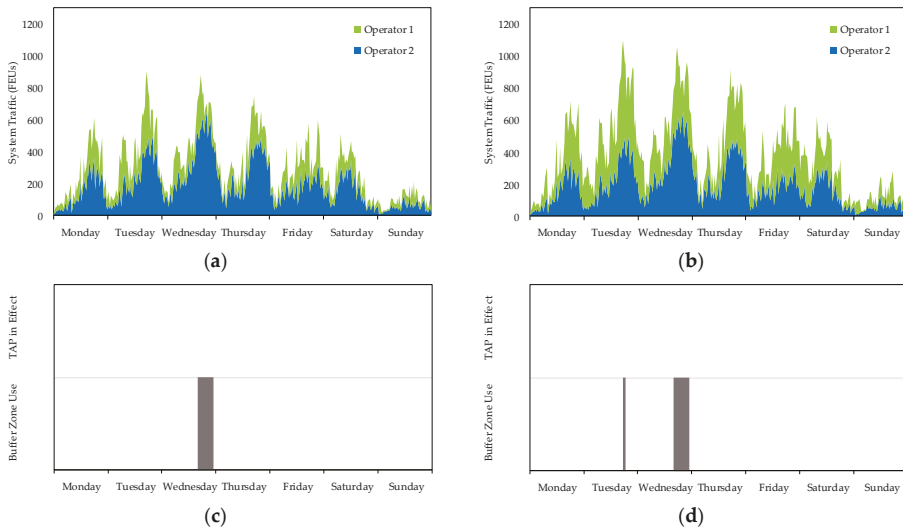 1200
1000
800
600
400
200
0
System Traffic (FEUs)
Operator 1
Operator 2
Monday Tuesday Wednesday Thursday Friday Saturday Sunday
(a)
1200
1000
800
600
400
200
0
System Traffic (FEUs)
Operator 1
Operator 2
Monday Tuesday Wednesday Thursday Friday Saturday Sunday
(b)
TAP in Effect
Buffer Zone Use
Monday Tuesday Wednesday Thursday Friday Saturday Sunday
(c)
TAP in Effect
Buffer Zone Use
Monday Tuesday Wednesday Thursday Friday Saturday Sunday
(d)